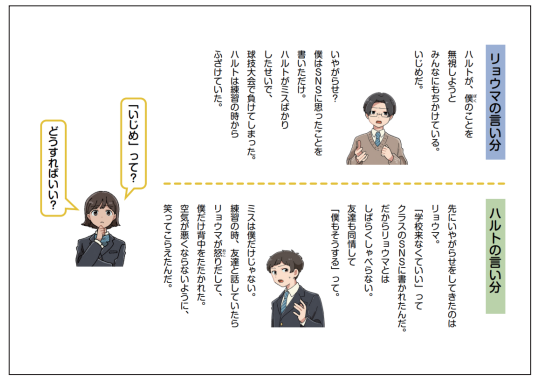 リョウマの言い分
ハルトが、僕のことを
無視しようと
みんなにもちかけている。
いじめだ。
いやがらせ?
僕はSNSに思ったことを
書いただけ。
ハルトがミスばかり
したせいで、
球技大会で負けてしまった。
ハルトは練習の時から
ふざけていた。
ハルトの言い分
先にいやがらせをしてきたのは
リョウマ。
「学校来なくていい」って
クラスのSNSに書かれたんだ。
だからリョウマとは
しばらくしゃべらない。
友達も同情して
「僕もそうする」って。
ミスは僕だけじゃない。
練習の時、友達と話していたら
リョウマが怒りだして、
僕だけ背中をたたかれた。
空気が悪くならないように、
笑ってこらえたんだ。
「いじめ」って?
どうすればいい?